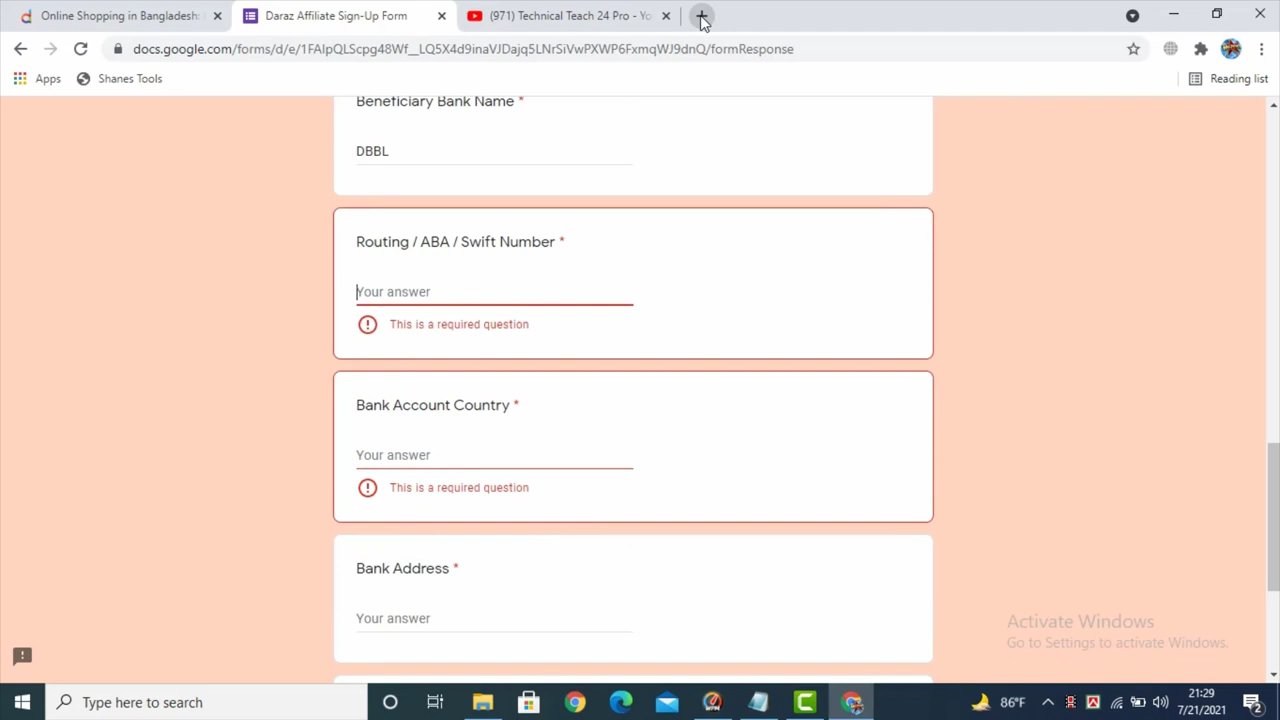 Online Shopping in Bangladesh:
Daraz Affiliate Sign-Up Form
(971) Technical Teach 24 Pro - Yo
docs.google.com/forms/d/e/1FAIpQLScpg48Wf__LQ5X4d9inaVJDajq5LNrSiVwPXWP6FxmqWJ9dnQ/formResponse
Apps
Shanes Tools
Reading list
Beneficiary Bank Name *
DBBL
Routing / ABA / Swift Number *
Your answer
This is a required question
Bank Account Country *
Your answer
This is a required question
Bank Address *
Your answer
Activate Windows
Go to Settings to activate Windows.
Type here to search
86°F
21:29
7/21/2021
2